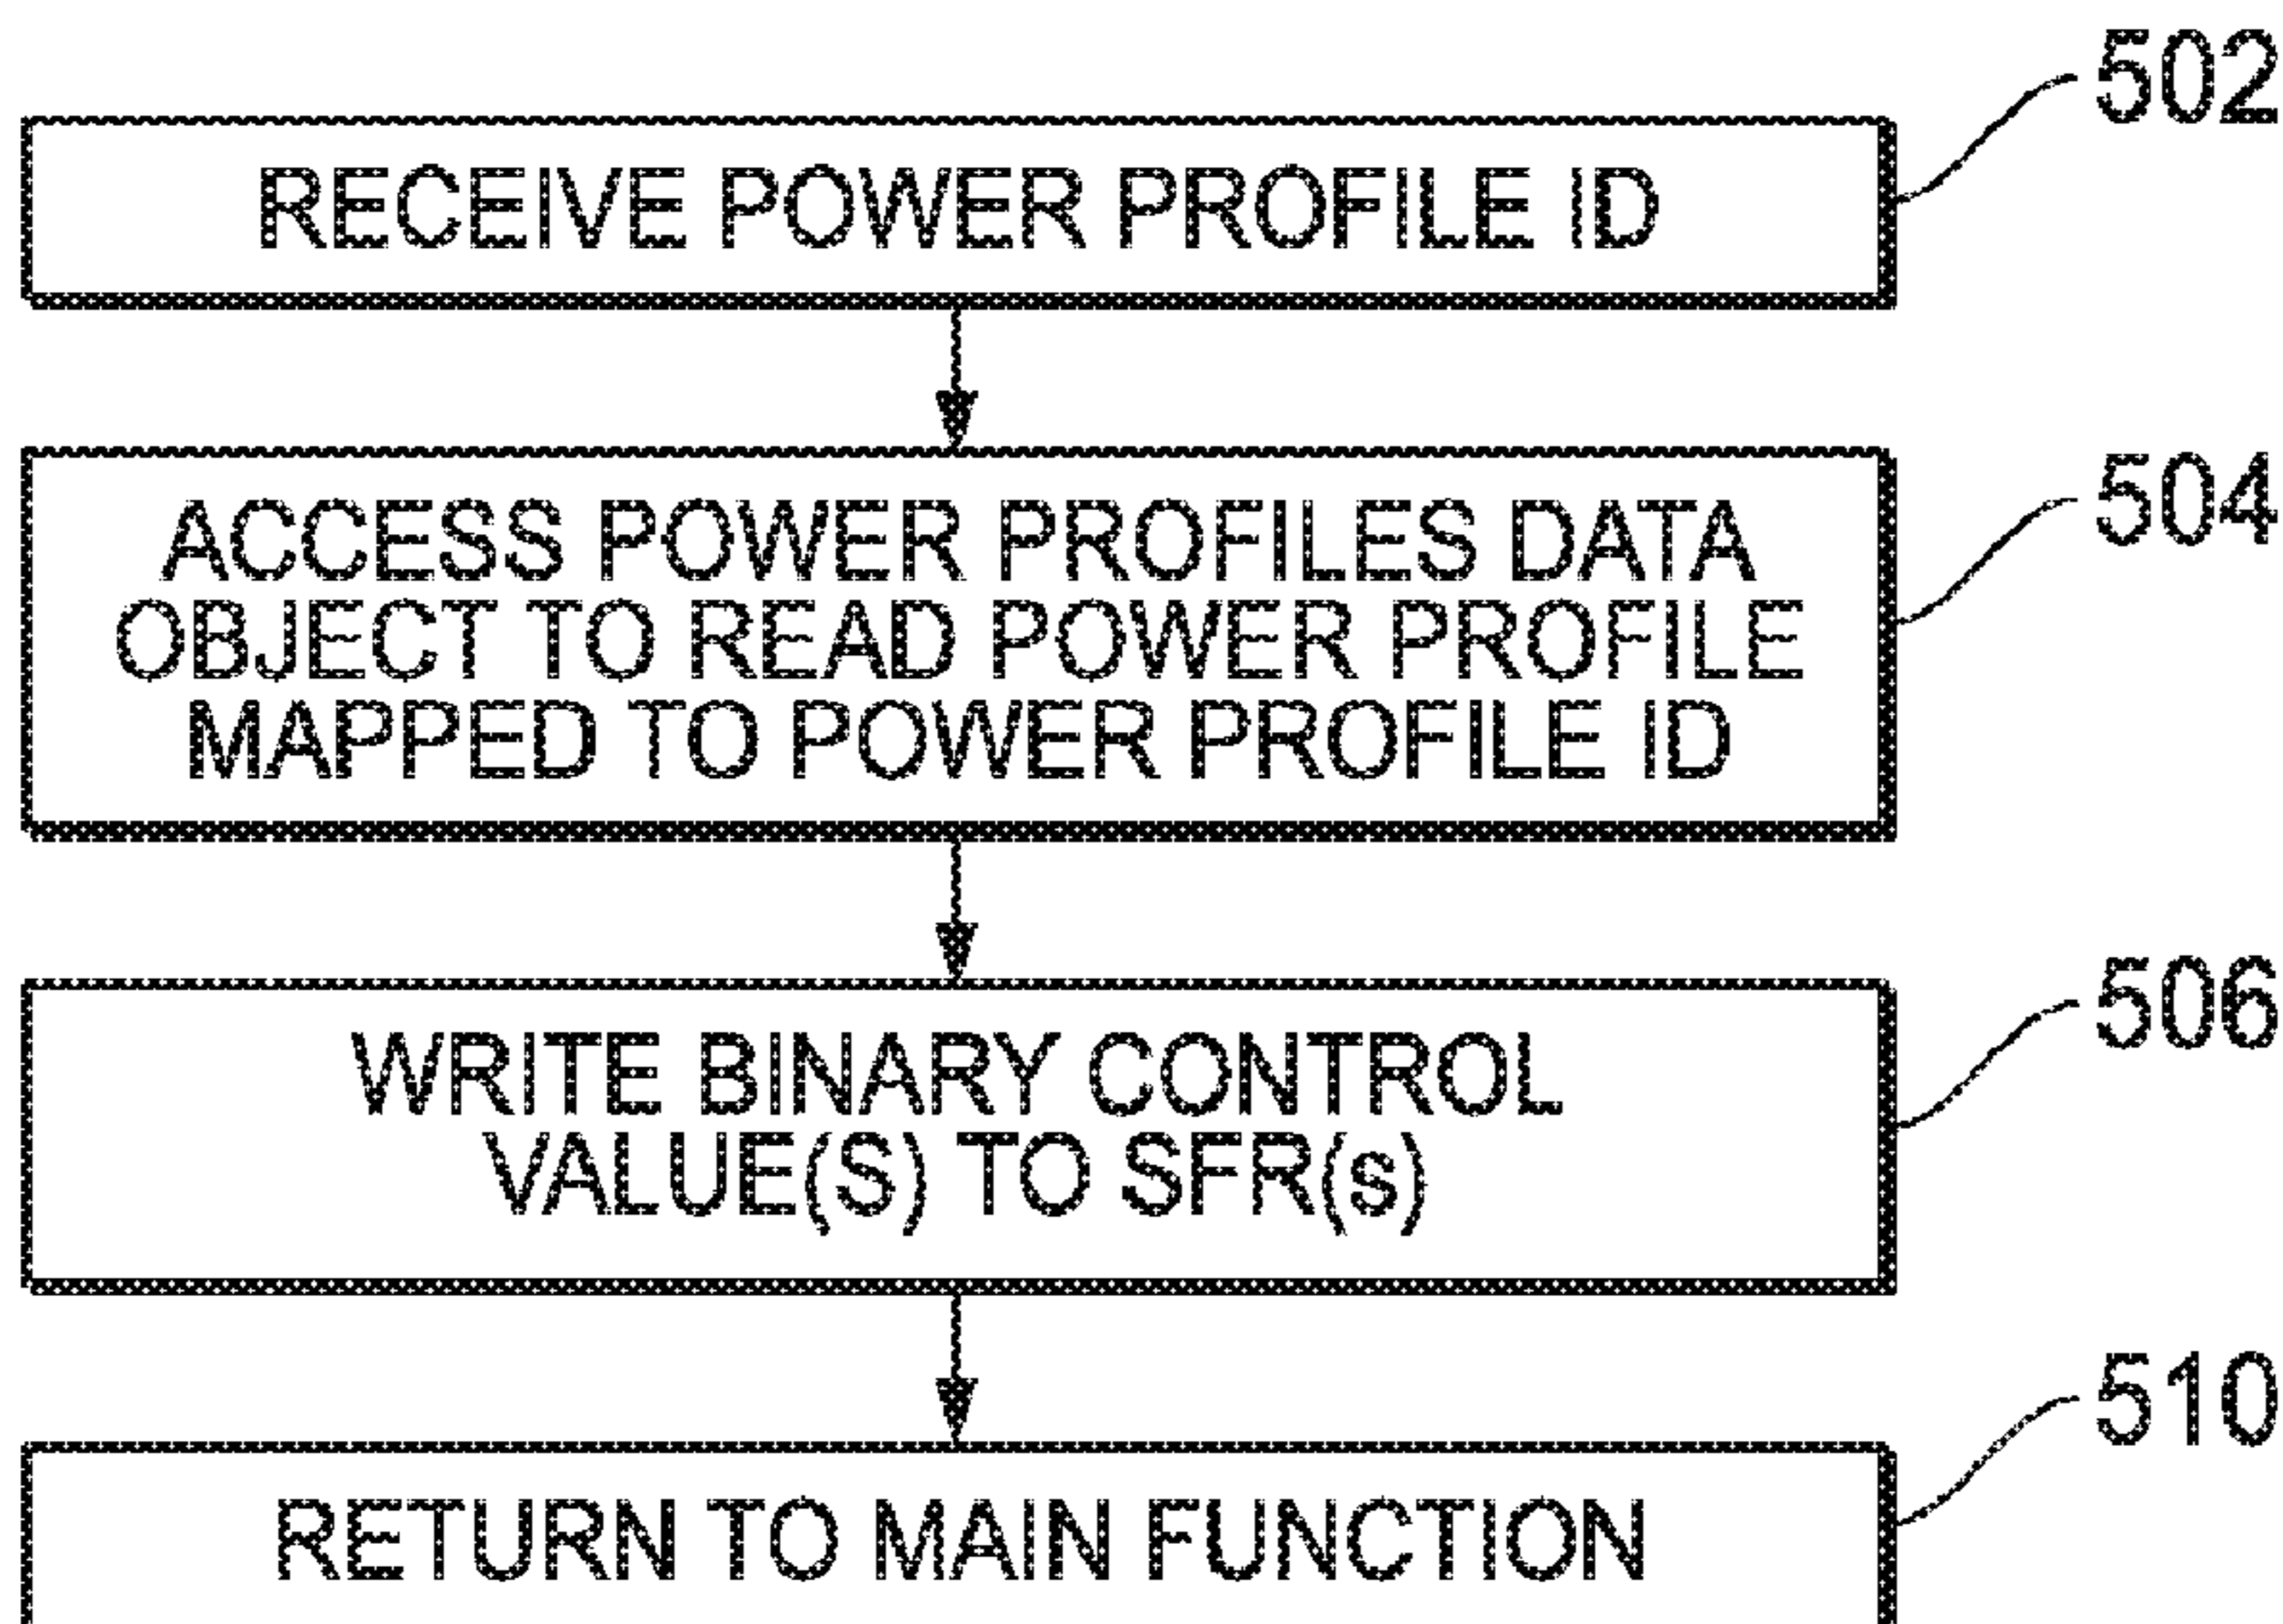 502
RECEIVE POWER PROFILE ID
504
ACCESS POWER PROFILES DATA
OBJECT TO READ POWER PROFILE
MAPPED TO POWER PROFILE ID
506
WRITE BINARY CONTROL
VALUE(S) TO SFR(s)
510
RETURN TO MAIN FUNCTION